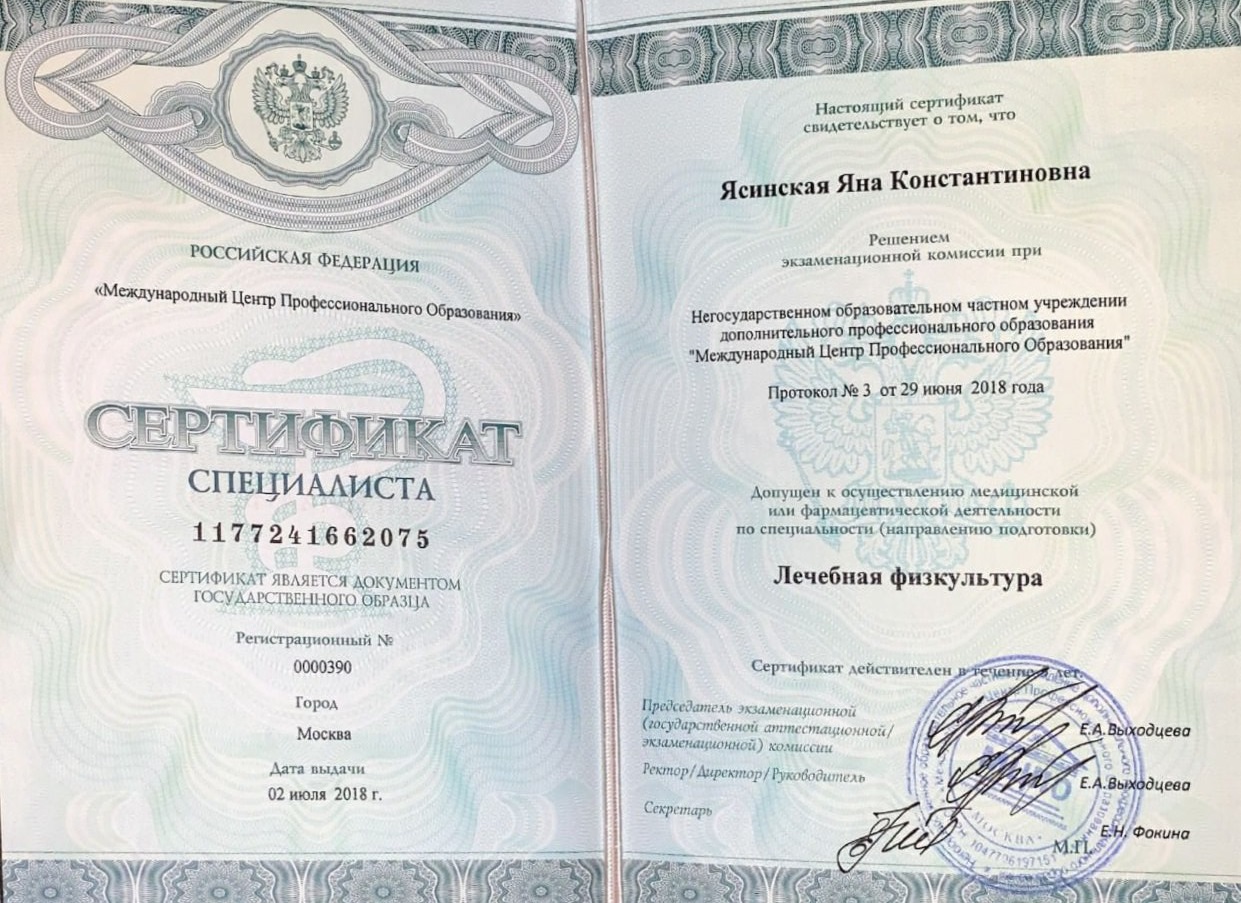 РОССИЙСКАЯ ФЕДЕРАЦИЯ
«Международный Центр Профессионального Образования»
СЕРТИФИКАТ
СПЕЦИАЛИСТА
1177241662075
СЕРТИФИКАТ ЯВЛЯЕТСЯ ДОКУМЕНТОМ
ГОСУДАРСТВЕННОГО ОБРАЗЦА
Регистрационный №
0000390
Город
Москва
Дата выдачи
02 июля 2018 г.
Настоящий сертификат
свидетельствует о том, что
Ясинская Яна Константиновна
Решением
экзаменационной комиссии при
Негосударственном образовательном частном учреждении
дополнительного профессионального образования
"Международный Центр Профессионального Образования"
Протокол № 3 от 29 июня 2018 года
Допущен к осуществлению медицинской
или фармацевтической деятельности
по специальности (направлению подготовки)
Лечебная физкультура
Сертификат действителен в течение лет.
Председатель экзаменационной
(государственной аттестационной/
экзаменационной) комиссии
Е.А.Выходцева
Ректор/Директор/Руководитель
Е.А.Выходцева
Секретарь
Е.Н. Фокина
М.П.
МОСКВА